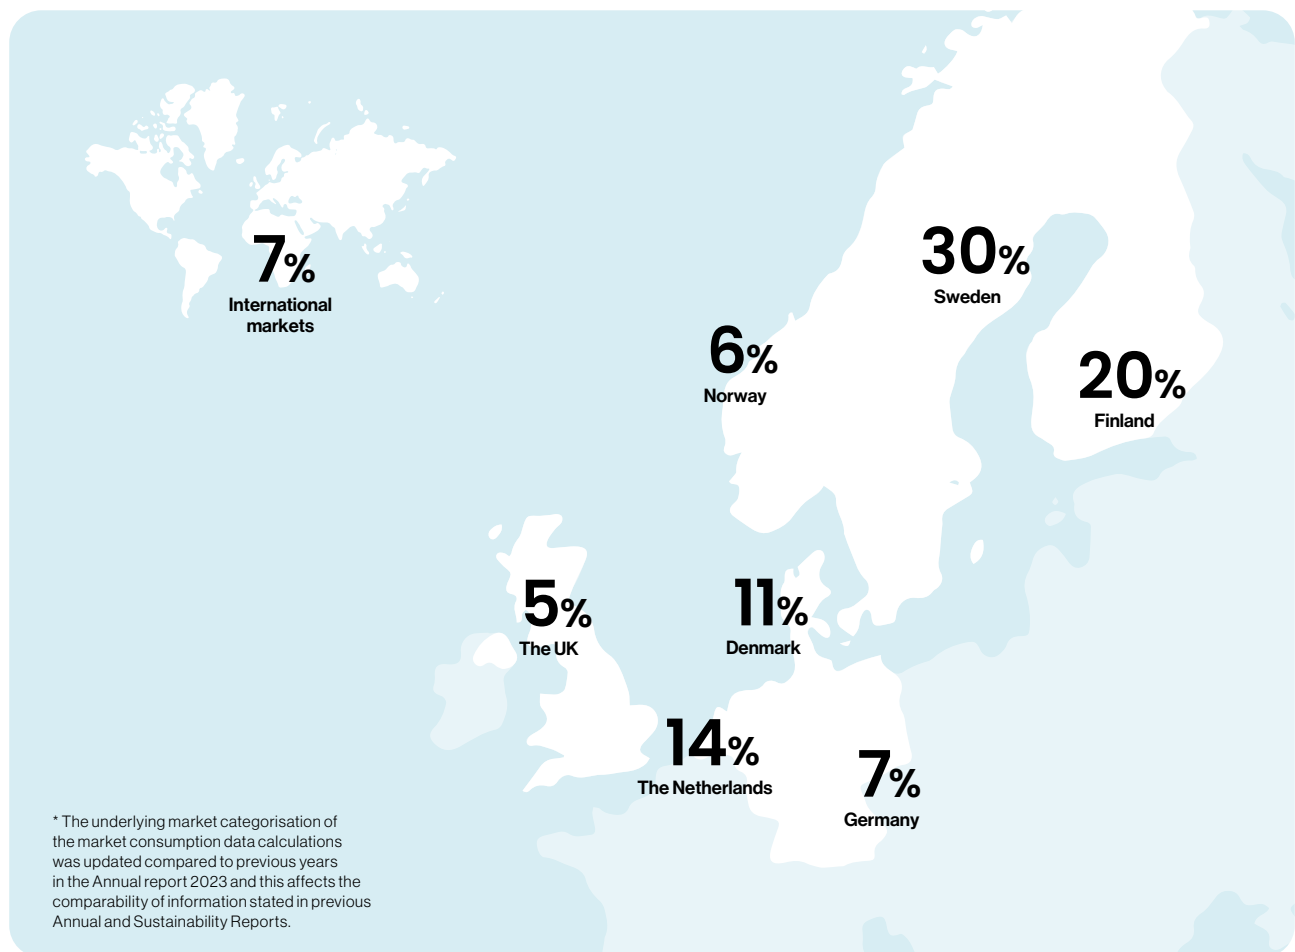 7%
International
markets
30%
Sweden
6%
Norway
20%
Finland
5%
The UK
11%
Denmark
14%
The Netherlands
7%
Germany
* The underlying market categorisation of
the market consumption data calculations
was updated compared to previous years
in the Annual report 2023 and this affects the
comparability of information stated in previous
Annual and Sustainability Reports.